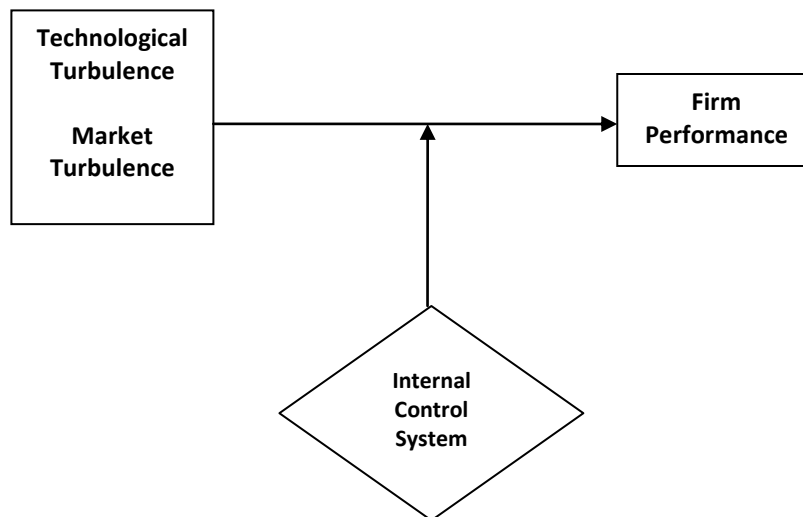 Technological
Turbulence
Market
Turbulence
Firm
Performance
Internal
Control
System